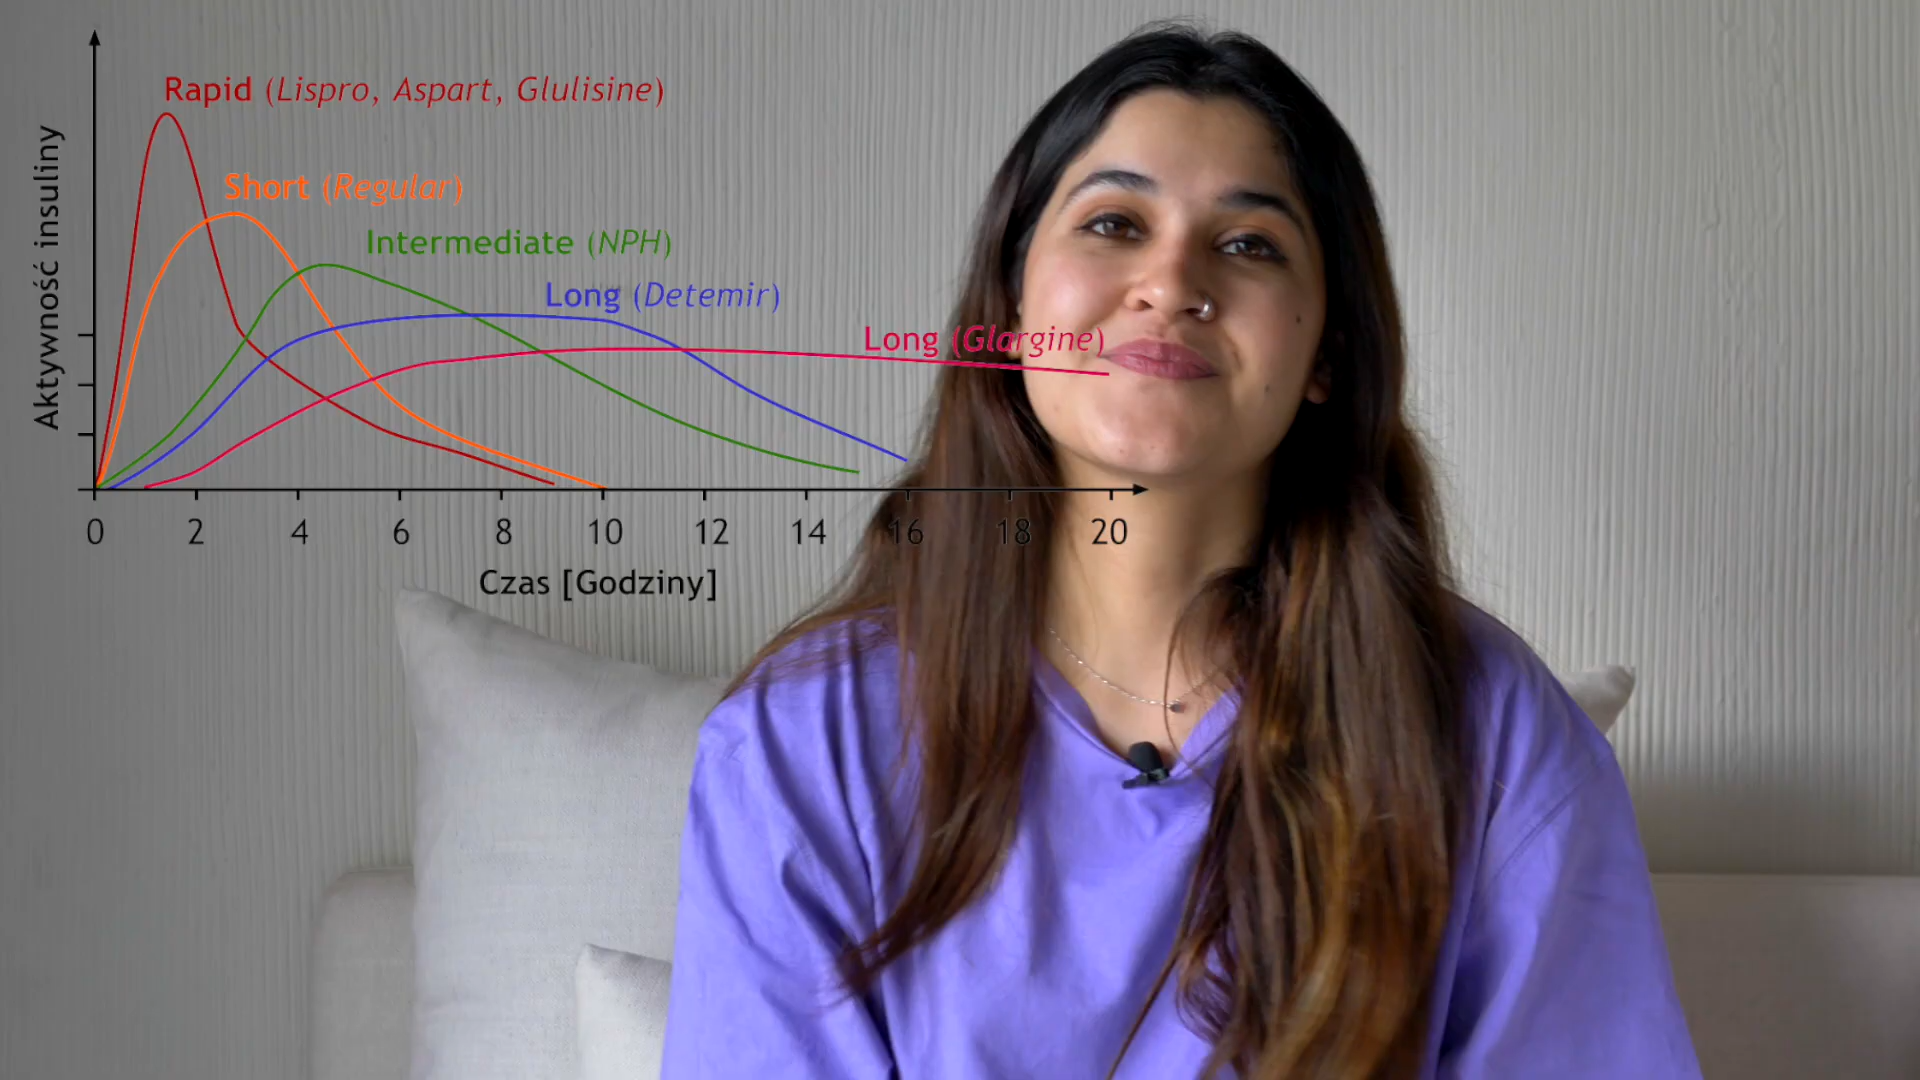 Rapid (Lispro, Aspart, Glulisine)
Short (Regular)
Intermediate (NPH)
Long (Detemir)
Long (Glargine)
Aktywność insuliny
0 2 4 6 8 10 12 14 16 18 20
Czas [Godziny]